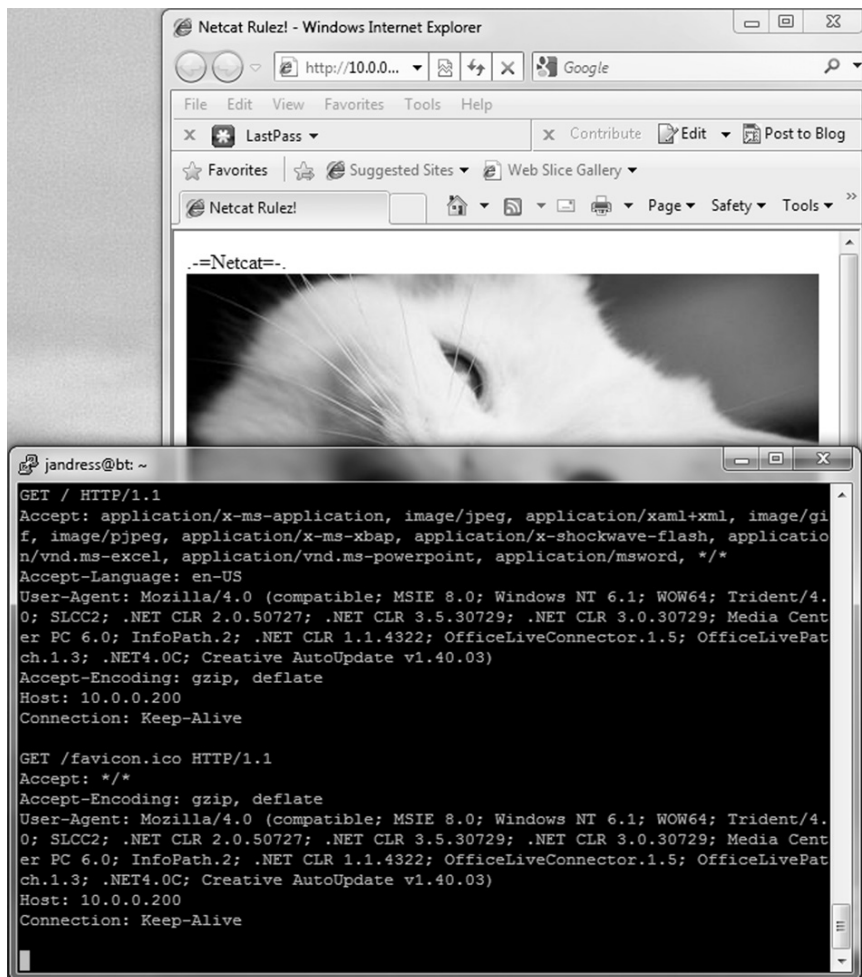 Netcat Rulez! - Windows Internet Explorer
http://10.0.0...
Google
File Edit View Favorites Tools Help
X LastPass
x Contribute Edit Post to Blog
Favorites Suggested Sites Web Slice Gallery
Netcat Rulez!
Page Safety Tools »
.-=Netcat=-.
jandress@bt: ~
GET / HTTP/1.1
Accept: application/x-ms-application, image/jpeg, application/xaml+xml, image/gi
f, image/pjpeg, application/x-ms-xbap, application/x-shockwave-flash, applicatio
n/vnd.ms-excel, application/vnd.ms-powerpoint, application/msword, */*
Accept-Language: en-US
User-Agent: Mozilla/4.0 (compatible; MSIE 8.0; Windows NT 6.1; WOW64; Trident/4.
0; SLCC2; .NET CLR 2.0.50727; .NET CLR 3.5.30729; .NET CLR 3.0.30729; Media Cent
er PC 6.0; InfoPath.2; .NET CLR 1.1.4322; OfficeLiveConnector.1.5; OfficeLivePat
ch.1.3; .NET4.0C; Creative AutoUpdate v1.40.03)
Accept-Encoding: gzip, deflate
Host: 10.0.0.200
Connection: Keep-Alive
GET /favicon.ico HTTP/1.1
Accept: */*
Accept-Encoding: gzip, deflate
User-Agent: Mozilla/4.0 (compatible; MSIE 8.0; Windows NT 6.1; WOW64; Trident/4.
0; SLCC2; .NET CLR 2.0.50727; .NET CLR 3.5.30729; .NET CLR 3.0.30729; Media Cent
er PC 6.0; InfoPath.2; .NET CLR 1.1.4322; OfficeLiveConnector.1.5; OfficeLivePat
ch.1.3; .NET4.0C; Creative AutoUpdate v1.40.03)
Host: 10.0.0.200
Connection: Keep-Alive